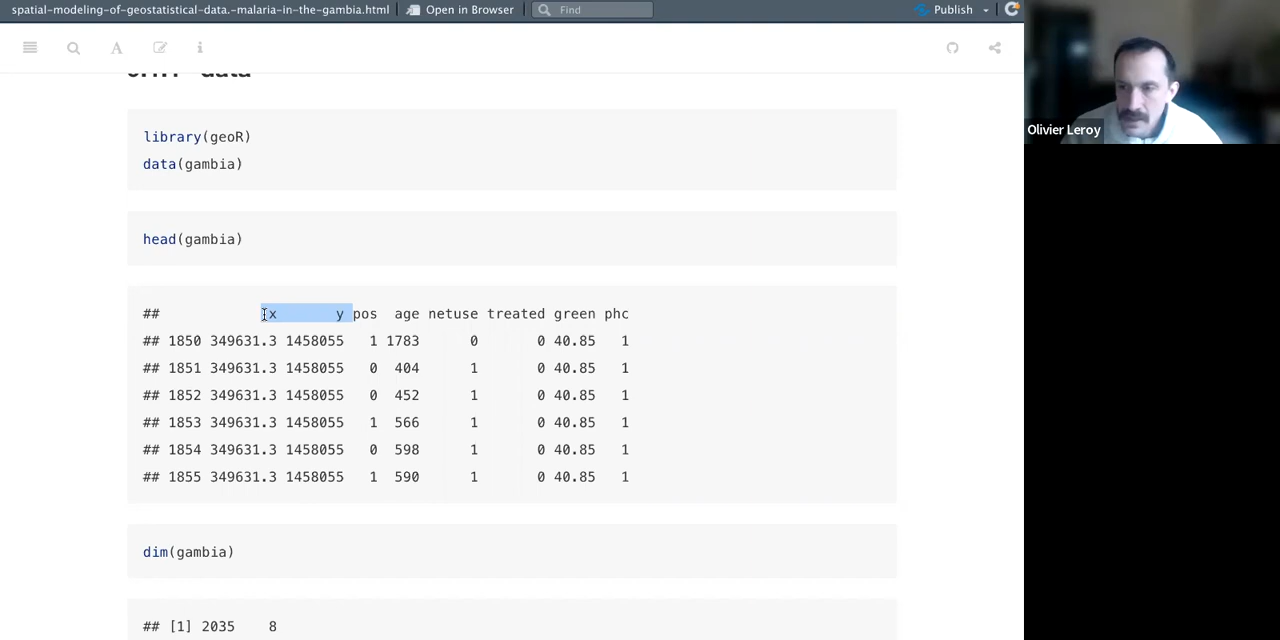 spatial-modeling-of-geostatistical-data.-malaria-in-the-gambia.html
Open in Browser
Find
Publish
Olivier Leroy
library(geoR)
data(gambia)
head(gambia)
## x y pos age netuse treated green phc
## 1850 349631.3 1458055 1 1783 0 0 40.85 1
## 1851 349631.3 1458055 0 404 1 0 40.85 1
## 1852 349631.3 1458055 0 452 1 0 40.85 1
## 1853 349631.3 1458055 1 566 1 0 40.85 1
## 1854 349631.3 1458055 0 598 1 0 40.85 1
## 1855 349631.3 1458055 1 590 1 0 40.85 1
dim(gambia)
## [1] 2035 8